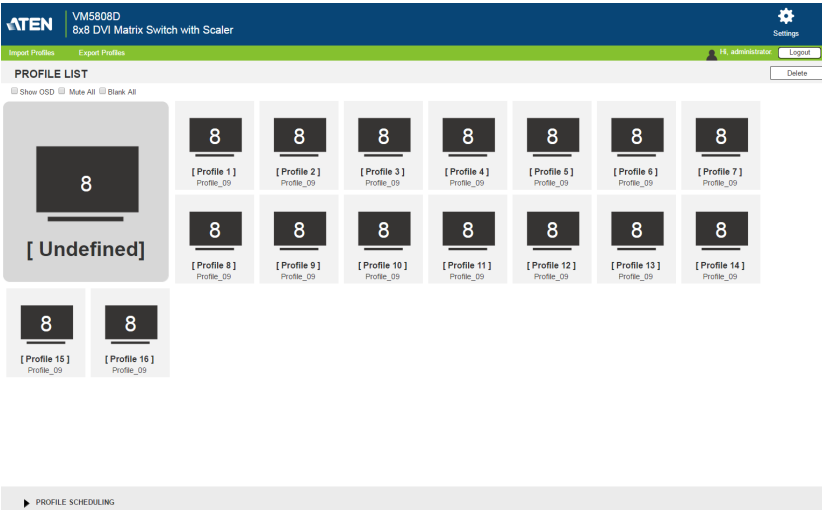 ATEN
VM5808D
8x8 DVI Matrix Switch with Scaler
Settings
Import Profiles Export Profiles
Hi, administrator Logout
PROFILE LIST
Delete
Show OSD Mute All Blank All
8
[ Undefined]
8 8 8 8 8 8 8
[ Profile 1 ] [ Profile 2 ] [ Profile 3 ] [ Profile 4 ] [ Profile 5 ] [ Profile 6 ] [ Profile 7 ]
Profile_09 Profile_09 Profile_09 Profile_09 Profile_09 Profile_09 Profile_09
8 8 8 8 8 8 8
[ Profile 8 ] [ Profile 9 ] [ Profile 10 ] [ Profile 11 ] [ Profile 12 ] [ Profile 13 ] [ Profile 14 ]
Profile_09 Profile_09 Profile_09 Profile_09 Profile_09 Profile_09 Profile_09
8 8
[ Profile 15 ] [ Profile 16 ]
Profile_09 Profile_09
PROFILE SCHEDULING